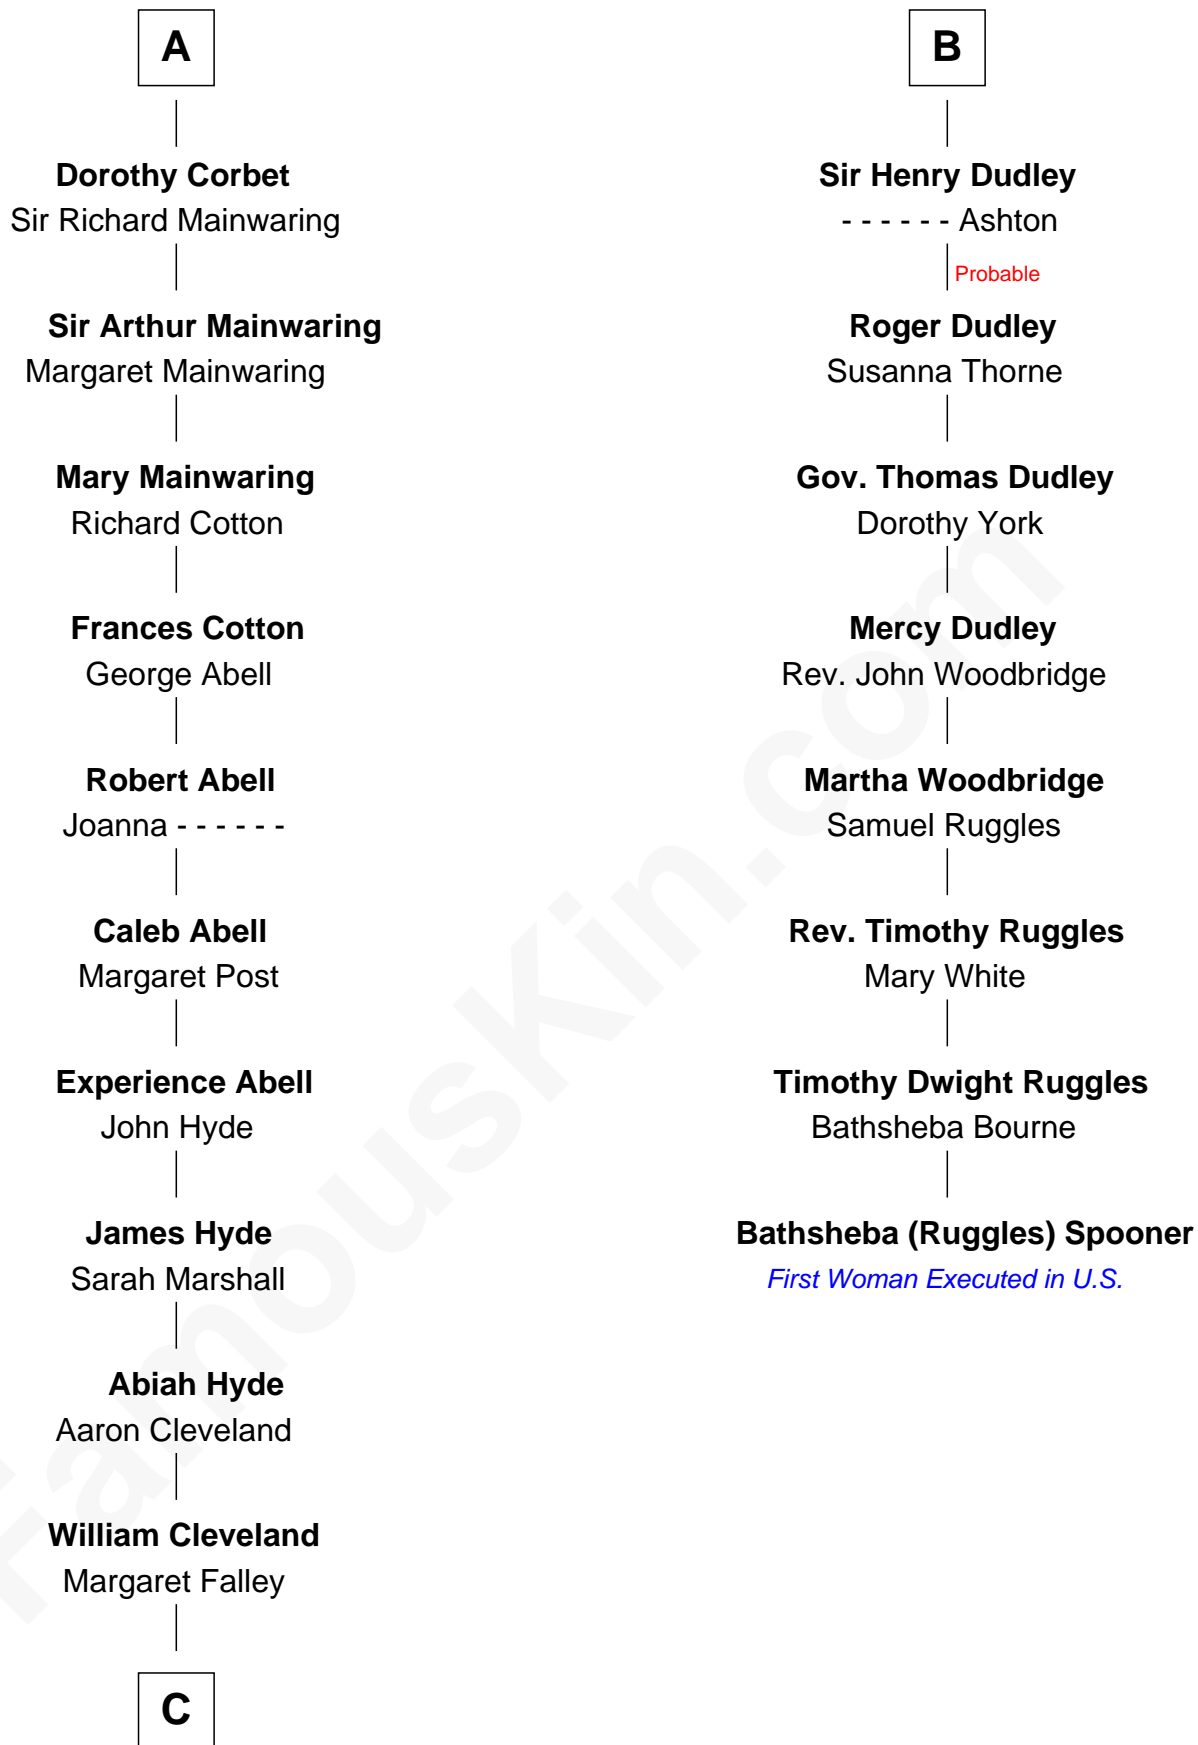 A
Dorothy Corbet
Sir Richard Mainwaring
Sir Arthur Mainwaring
Margaret Mainwaring
Mary Mainwaring
Richard Cotton
Frances Cotton
George Abell
Robert Abell
Joanna - - - - - -
Caleb Abell
Margaret Post
Experience Abell
John Hyde
James Hyde
Sarah Marshall
Abiah Hyde
Aaron Cleveland
William Cleveland
Margaret Falley
C
B
Sir Henry Dudley
- - - - - - Ashton
Probable
Roger Dudley
Susanna Thorne
Gov. Thomas Dudley
Dorothy York
Mercy Dudley
Rev. John Woodbridge
Martha Woodbridge
Samuel Ruggles
Rev. Timothy Ruggles
Mary White
Timothy Dwight Ruggles
Bathsheba Bourne
Bathsheba (Ruggles) Spooner
First Woman Executed in U.S.
FamousKin.com